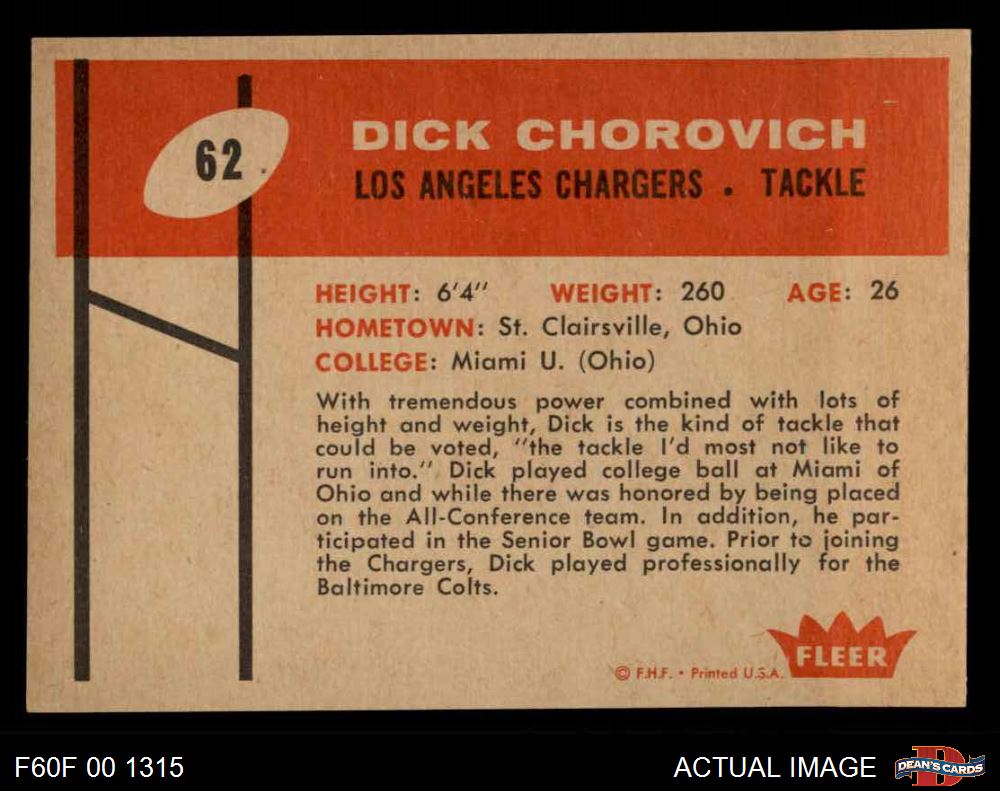 62
DICK CHOROVICH
LOS ANGELES CHARGERS . TACKLE
HEIGHT: 6'4" WEIGHT: 260 AGE: 26
HOMETOWN: St. Clairsville, Ohio
COLLEGE: Miami U. (Ohio)
With tremendous power combined with lots of
height and weight, Dick is the kind of tackle that
could be voted, "the tackle I'd most not like to
run into." Dick played college ball at Miami of
Ohio and while there was honored by being placed
on the All-Conference team. In addition, he par-
ticipated in the Senior Bowl game. Prior to joining
the Chargers, Dick played professionally for the
Baltimore Colts.
FLEER
© F.H.F. • Printed U.S.A.
F60F 00 1315
ACTUAL IMAGE
D
DEAN'S CARDS